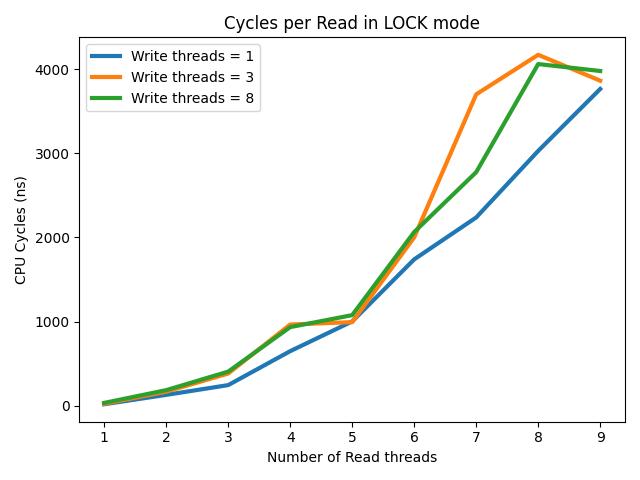 Cycles per Read in LOCK mode
Write threads = 1
Write threads = 3
Write threads = 8
CPU Cycles (ns)
4000
3000
2000
1000
0
1 2 3 4 5 6 7 8 9
Number of Read threads